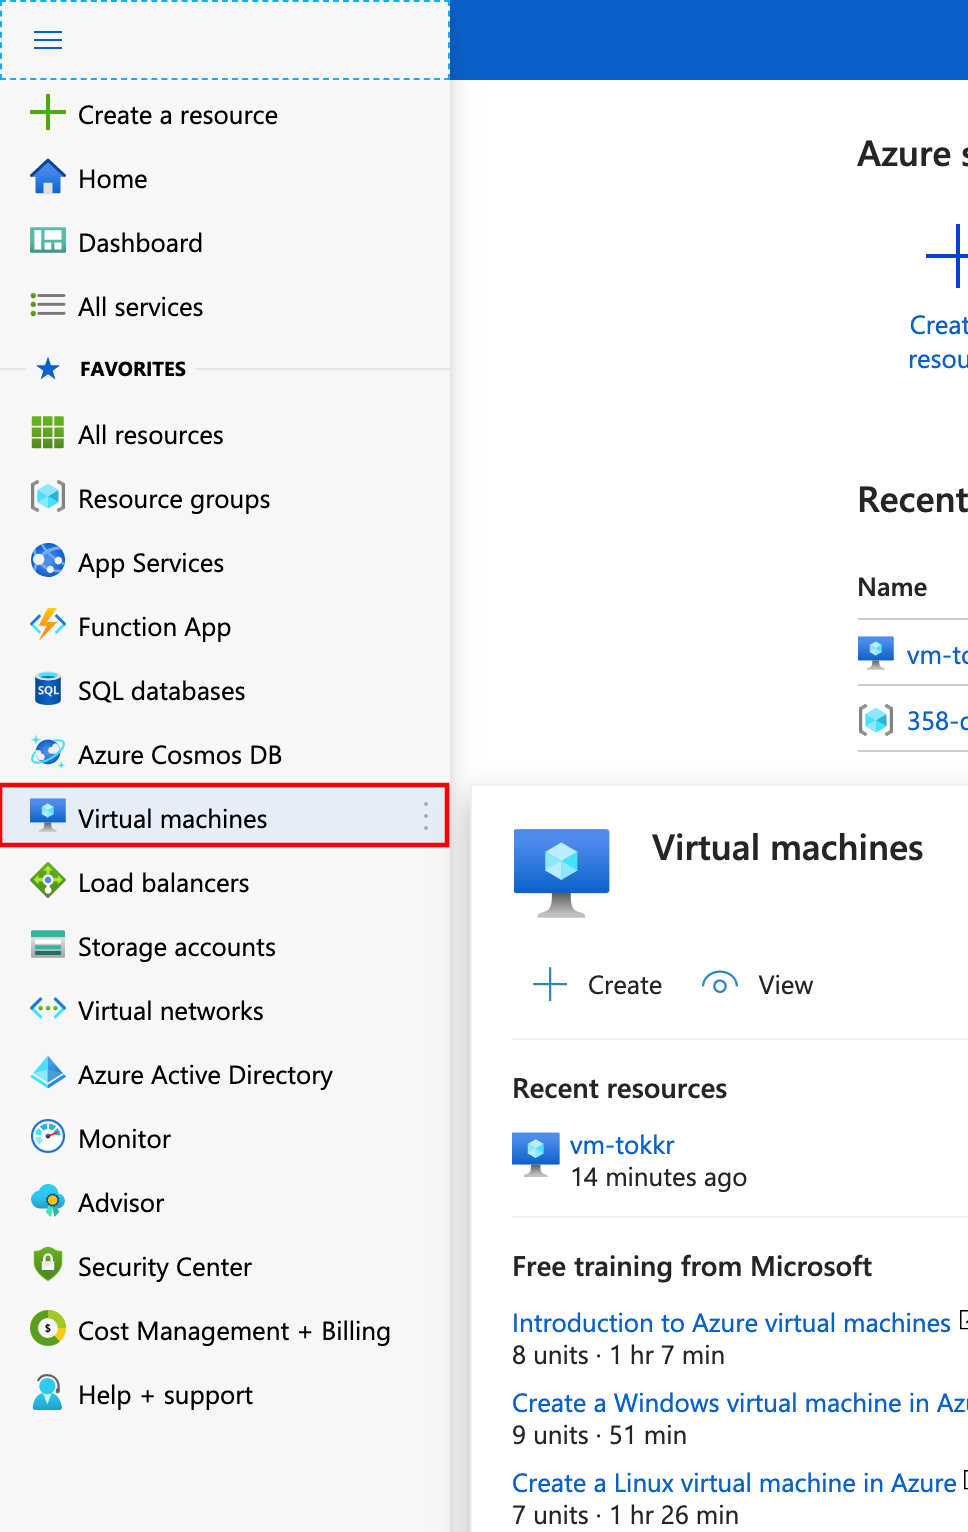 Create a resource
Home
Dashboard
All services
FAVORITES
All resources
Resource groups
App Services
Function App
SQL
SQL databases
Azure Cosmos DB
Virtual machines
Load balancers
Storage accounts
Virtual networks
Azure Active Directory
Monitor
Advisor
Security Center
$
Cost Management + Billing
Help + support
Azure s
Creat
resou
Recent
Name
vm-to
358-
Virtual machines
Create
View
Recent resources
vm-tokkr
14 minutes ago
Free training from Microsoft
Introduction to Azure virtual machines
8 units · 1 hr 7 min
Create a Windows virtual machine in Az
9 units · 51 min
Create a Linux virtual machine in Azure
7 units · 1 hr 26 min